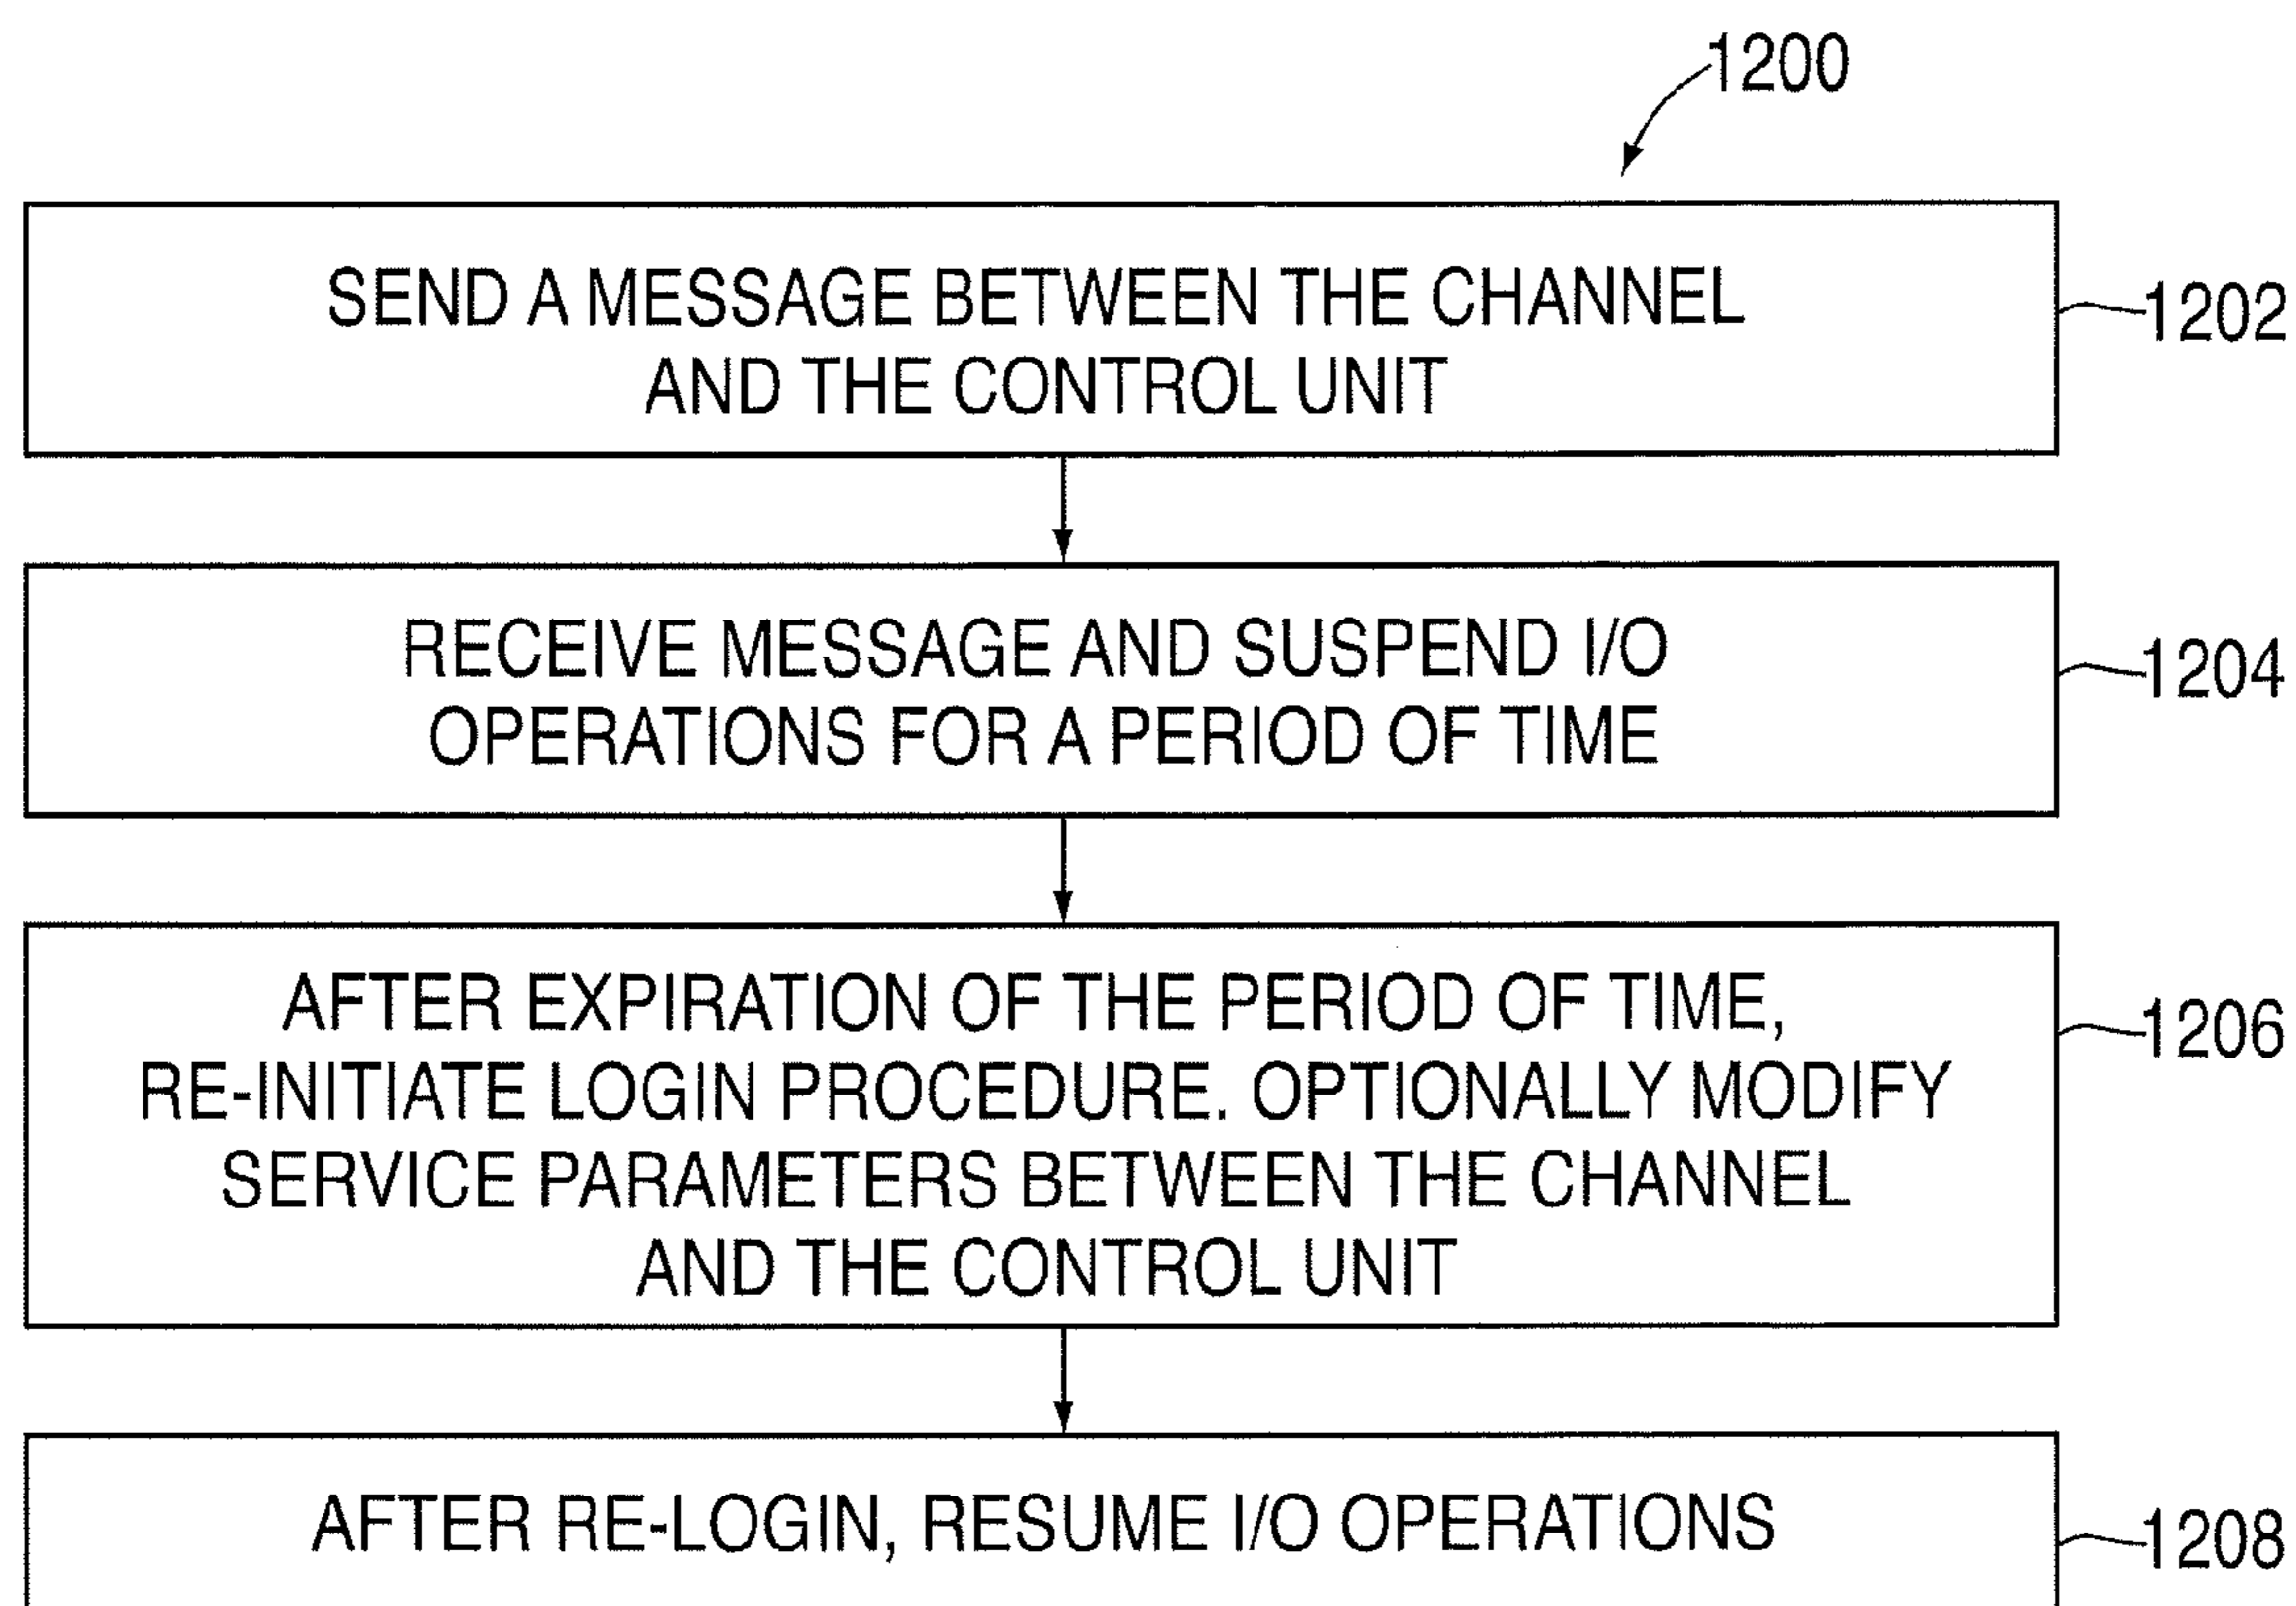 1200
SEND A MESSAGE BETWEEN THE CHANNEL
AND THE CONTROL UNIT
1202
RECEIVE MESSAGE AND SUSPEND I/O
OPERATIONS FOR A PERIOD OF TIME
1204
AFTER EXPIRATION OF THE PERIOD OF TIME,
RE-INITIATE LOGIN PROCEDURE. OPTIONALLY MODIFY
SERVICE PARAMETERS BETWEEN THE CHANNEL
AND THE CONTROL UNIT
1206
AFTER RE-LOGIN, RESUME I/O OPERATIONS
1208